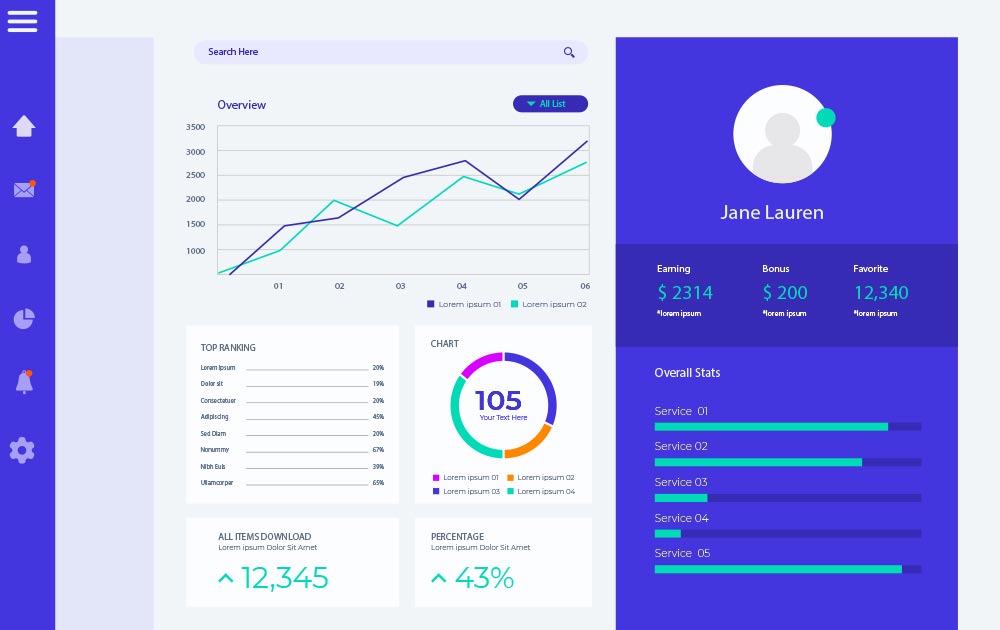 Search Here
Overview
All List
3500
3000
2500
2000
1500
1000
01 02 03 04 05 06
Lorem ipsum 01 Lorem ipsum 02
TOP RANKING
Lorem Ipsum 20%
Dolor sit 19%
Consectetuer 20%
Adipiscing 45%
Sed Diam 20%
Nonummy 67%
Nibh Euis 39%
Ullamcorper 65%
CHART
105
Your Text Here
Lorem ipsum 01 Lorem ipsum 02
Lorem ipsum 03 Lorem ipsum 04
ALL ITEMS DOWNLOAD
Lorem ipsum Dolor Sit Amet
12,345
PERCENTAGE
Lorem ipsum Dolor Sit Amet
43%
Jane Lauren
Earning Bonus Favorite
$ 2314 $ 200 12,340
*lorem ipsum *lorem ipsum *lorem ipsum
Overall Stats
Service 01
Service 02
Service 03
Service 04
Service 05